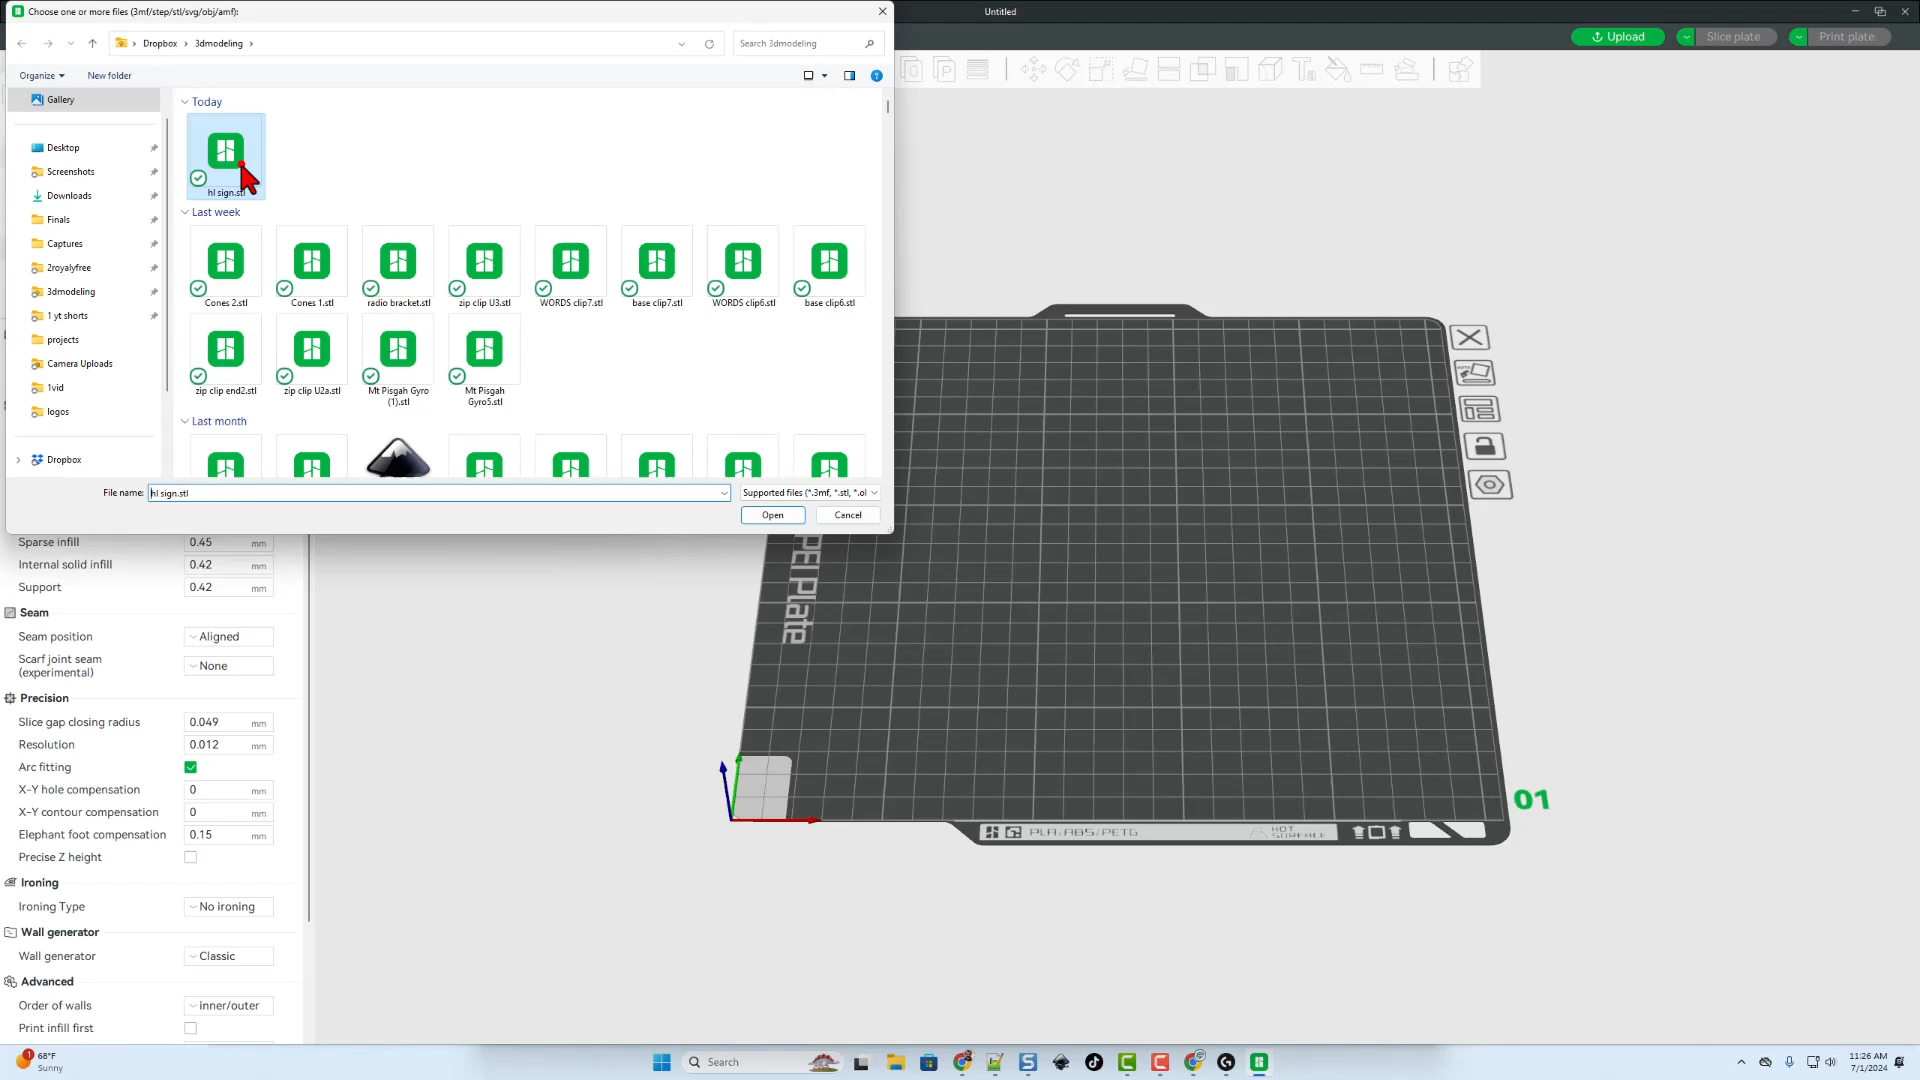 Choose one or more files (3mf/step/stl/svg/obj/amf):
Untitled
Dropbox
3dmodeling
Search 3dmodeling
Upload
Slice plate
Print plate
Organize
New folder
Gallery
Today
hl sign.stl
Desktop
Screenshots
Downloads
Finals
Captures
2royalyfree
3dmodeling
1 yt shorts
projects
Camera Uploads
1vid
logos
Dropbox
Last week
Cones 2.stl
Cones 1.stl
radio bracket.stl
zip clip U3.stl
WORDS clip7.stl
base clip7.stl
WORDS clip6.stl
base clip6.stl
zip clip end2.stl
zip clip U2a.stl
Mt Pisgah Gyro (1).stl
Mt Pisgah Gyro5.stl
Last month
File name:
hl sign.stl
Supported files (*.3mf, *.stl, *.ol
Open
Cancel
Sparse infill
0.45 mm
Internal solid infill
0.42 mm
Support
0.42 mm
Seam
Seam position
Aligned
Scarf joint seam (experimental)
None
Precision
Slice gap closing radius
0.049 mm
Resolution
0.012 mm
Arc fitting
X-Y hole compensation
0 mm
X-Y contour compensation
0 mm
Elephant foot compensation
0.15 mm
Precise Z height
Ironing
Ironing Type
No ironing
Wall generator
Wall generator
Classic
Advanced
Order of walls
inner/outer
Print infill first
PEI Plate
01
PLA/ABS/PETG
HOT SURFACE
1
68°F
Sunny
Search
11:26 AM
7/1/2024